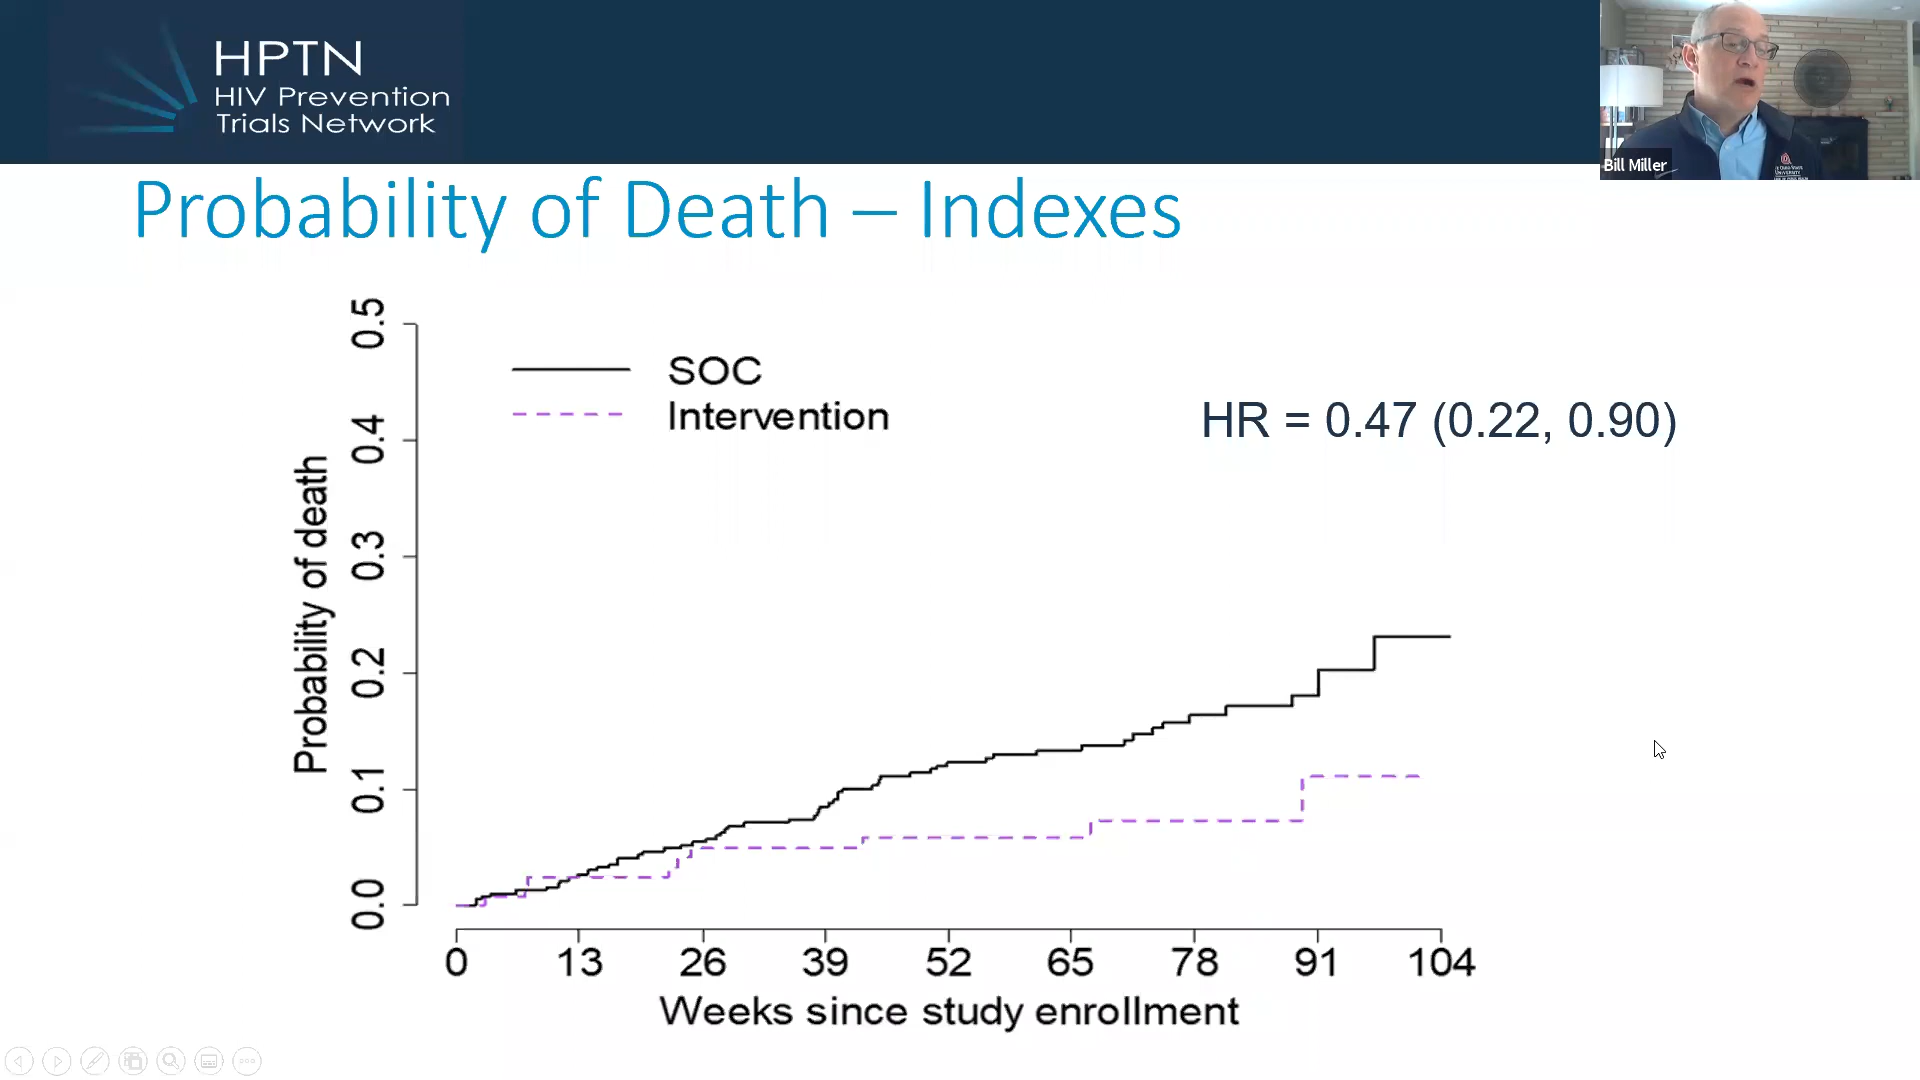 HPTN
HIV Prevention
Trials Network
Bill Miller
Probability of Death – Indexes
0.5
0.4
0.3
0.2
0.1
0.0
Probability of death
SOC
Intervention
HR = 0.47 (0.22, 0.90)
0 13 26 39 52 65 78 91 104
Weeks since study enrollment